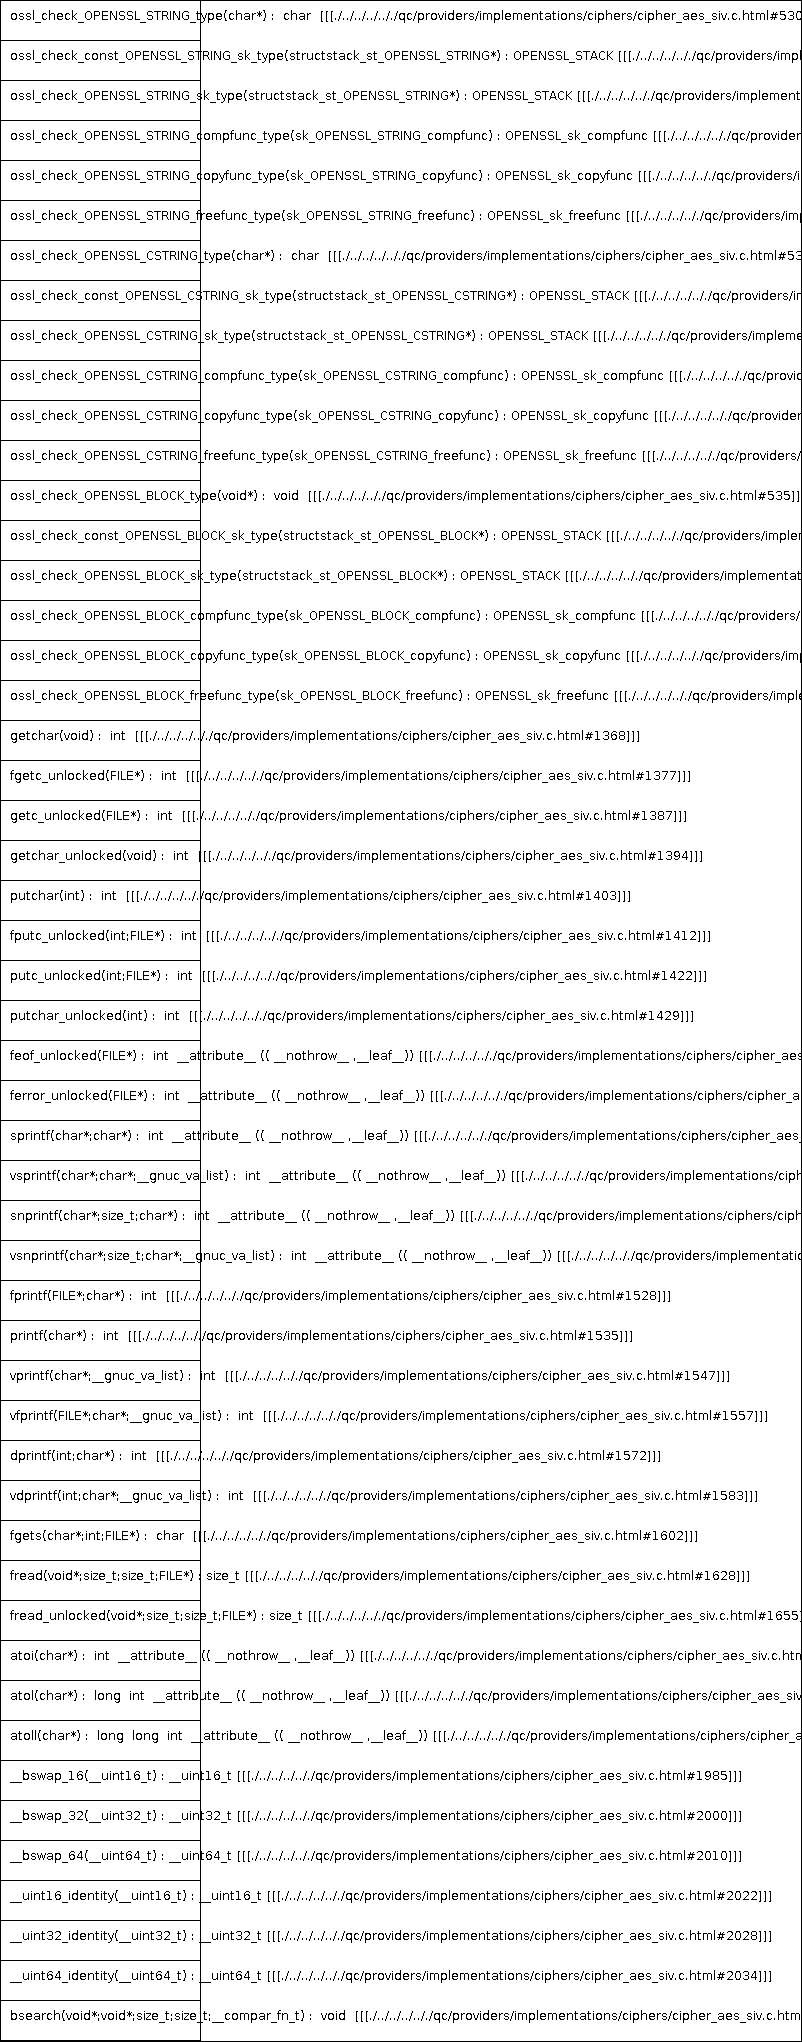 ossl_check_OPENSSL_STRING_type(char*) : char [[[./../../../../../qc/providers/implementations/ciphers/cipher_aes_siv.c.html#530
ossl_check_const_OPENSSL_STRING_sk_type(structstack_st_OPENSSL_STRING*) : OPENSSL_STACK [[[./../../../../../qc/providers/impl
ossl_check_OPENSSL_STRING_sk_type(structstack_st_OPENSSL_STRING*) : OPENSSL_STACK [[[./../../../../../qc/providers/implement
ossl_check_OPENSSL_STRING_compfunc_type(sk_OPENSSL_STRING_compfunc) : OPENSSL_sk_compfunc [[[./../../../../../qc/provider
ossl_check_OPENSSL_STRING_copyfunc_type(sk_OPENSSL_STRING_copyfunc) : OPENSSL_sk_copyfunc [[[./../../../../../qc/providers/i
ossl_check_OPENSSL_STRING_freefunc_type(sk_OPENSSL_STRING_freefunc) : OPENSSL_sk_freefunc [[[./../../../../../qc/providers/imp
ossl_check_OPENSSL_CSTRING_type(char*) : char [[[./../../../../../qc/providers/implementations/ciphers/cipher_aes_siv.c.html#53
ossl_check_const_OPENSSL_CSTRING_sk_type(structstack_st_OPENSSL_CSTRING*) : OPENSSL_STACK [[[./../../../../../qc/providers/in
ossl_check_OPENSSL_CSTRING_sk_type(structstack_st_OPENSSL_CSTRING*) : OPENSSL_STACK [[[./../../../../../qc/providers/impleme
ossl_check_OPENSSL_CSTRING_compfunc_type(sk_OPENSSL_CSTRING_compfunc) : OPENSSL_sk_compfunc [[[./../../../../../qc/provid
ossl_check_OPENSSL_CSTRING_copyfunc_type(sk_OPENSSL_CSTRING_copyfunc) : OPENSSL_sk_copyfunc [[[./../../../../../qc/provider
ossl_check_OPENSSL_CSTRING_freefunc_type(sk_OPENSSL_CSTRING_freefunc) : OPENSSL_sk_freefunc [[[./../../../../../qc/providers/
ossl_check_OPENSSL_BLOCK_type(void*) : void [[[./../../../../../qc/providers/implementations/ciphers/cipher_aes_siv.c.html#535]]
ossl_check_const_OPENSSL_BLOCK_sk_type(structstack_st_OPENSSL_BLOCK*) : OPENSSL_STACK [[[./../../../../../qc/providers/implem
ossl_check_OPENSSL_BLOCK_sk_type(structstack_st_OPENSSL_BLOCK*) : OPENSSL_STACK [[[./../../../../../qc/providers/implementat
ossl_check_OPENSSL_BLOCK_compfunc_type(sk_OPENSSL_BLOCK_compfunc) : OPENSSL_sk_compfunc [[[./../../../../../qc/providers/
ossl_check_OPENSSL_BLOCK_copyfunc_type(sk_OPENSSL_BLOCK_copyfunc) : OPENSSL_sk_copyfunc [[[./../../../../../qc/providers/imp
ossl_check_OPENSSL_BLOCK_freefunc_type(sk_OPENSSL_BLOCK_freefunc) : OPENSSL_sk_freefunc [[[./../../../../../qc/providers/imple
getchar(void) : int [[[./../../../../../qc/providers/implementations/ciphers/cipher_aes_siv.c.html#1368]]]
fgetc_unlocked(FILE*) : int [[[./../../../../../qc/providers/implementations/ciphers/cipher_aes_siv.c.html#1377]]]
getc_unlocked(FILE*) : int [[[./../../../../../qc/providers/implementations/ciphers/cipher_aes_siv.c.html#1387]]]
getchar_unlocked(void) : int [[[./../../../../../qc/providers/implementations/ciphers/cipher_aes_siv.c.html#1394]]]
putchar(int) : int [[[./../../../../../qc/providers/implementations/ciphers/cipher_aes_siv.c.html#1403]]]
fputc_unlocked(int;FILE*) : int [[[./../../../../../qc/providers/implementations/ciphers/cipher_aes_siv.c.html#1412]]]
putc_unlocked(int;FILE*) : int [[[./../../../../../qc/providers/implementations/ciphers/cipher_aes_siv.c.html#1422]]]
putchar_unlocked(int) : int [[[./../../../../../qc/providers/implementations/ciphers/cipher_aes_siv.c.html#1429]]]
feof_unlocked(FILE*) : int __attribute__ (( __nothrow__ ,__leaf__)) [[[./../../../../../qc/providers/implementations/ciphers/cipher_aes
ferror_unlocked(FILE*) : int __attribute__ (( __nothrow__ ,__leaf__)) [[[./../../../../../qc/providers/implementations/ciphers/cipher_a
sprintf(char*;char*) : int __attribute__ (( __nothrow__ ,__leaf__)) [[[./../../../../../qc/providers/implementations/ciphers/cipher_aes_
vsprintf(char*;char*;__gnuc_va_list) : int __attribute__ (( __nothrow__ ,__leaf__)) [[[./../../../../../qc/providers/implementations/ciph
snprintf(char*;size_t;char*) : int __attribute__ (( __nothrow__ ,__leaf__)) [[[./../../../../../qc/providers/implementations/ciphers/ciph
vsnprintf(char*;size_t;char*;__gnuc_va_list) : int __attribute__ (( __nothrow__ ,__leaf__)) [[[./../../../../../qc/providers/implementatio
fprintf(FILE*;char*) : int [[[./../../../../../qc/providers/implementations/ciphers/cipher_aes_siv.c.html#1528]]]
printf(char*) : int [[[./../../../../../qc/providers/implementations/ciphers/cipher_aes_siv.c.html#1535]]]
vprintf(char*;__gnuc_va_list) : int [[[./../../../../../qc/providers/implementations/ciphers/cipher_aes_siv.c.html#1547]]]
vfprintf(FILE*;char*;__gnuc_va_list) : int [[[./../../../../../qc/providers/implementations/ciphers/cipher_aes_siv.c.html#1557]]]
dprintf(int;char*) : int [[[./../../../../../qc/providers/implementations/ciphers/cipher_aes_siv.c.html#1572]]]
vdprintf(int;char*;__gnuc_va_list) : int [[[./../../../../../qc/providers/implementations/ciphers/cipher_aes_siv.c.html#1583]]]
fgets(char*;int;FILE*) : char [[[./../../../../../qc/providers/implementations/ciphers/cipher_aes_siv.c.html#1602]]]
fread(void*;size_t;size_t;FILE*) : size_t [[[./../../../../../qc/providers/implementations/ciphers/cipher_aes_siv.c.html#1628]]]
fread_unlocked(void*;size_t;size_t;FILE*) : size_t [[[./../../../../../qc/providers/implementations/ciphers/cipher_aes_siv.c.html#1655]
atoi(char*) : int __attribute__ (( __nothrow__ ,__leaf__)) [[[./../../../../../qc/providers/implementations/ciphers/cipher_aes_siv.c.htm
atol(char*) : long int __attribute__ (( __nothrow__ ,__leaf__)) [[[./../../../../../qc/providers/implementations/ciphers/cipher_aes_siv
atoll(char*) : long long int __attribute__ (( __nothrow__ ,__leaf__)) [[[./../../../../../qc/providers/implementations/ciphers/cipher_a
__bswap_16(__uint16_t) : __uint16_t [[[./../../../../../qc/providers/implementations/ciphers/cipher_aes_siv.c.html#1985]]]
__bswap_32(__uint32_t) : __uint32_t [[[./../../../../../qc/providers/implementations/ciphers/cipher_aes_siv.c.html#2000]]]
__bswap_64(__uint64_t) : __uint64_t [[[./../../../../../qc/providers/implementations/ciphers/cipher_aes_siv.c.html#2010]]]
__uint16_identity(__uint16_t) : __uint16_t [[[./../../../../../qc/providers/implementations/ciphers/cipher_aes_siv.c.html#2022]]]
__uint32_identity(__uint32_t) : __uint32_t [[[./../../../../../qc/providers/implementations/ciphers/cipher_aes_siv.c.html#2028]]]
__uint64_identity(__uint64_t) : __uint64_t [[[./../../../../../qc/providers/implementations/ciphers/cipher_aes_siv.c.html#2034]]]
bsearch(void*;void*;size_t;size_t;__compar_fn_t) : void [[[./../../../../../qc/providers/implementations/ciphers/cipher_aes_siv.c.htm